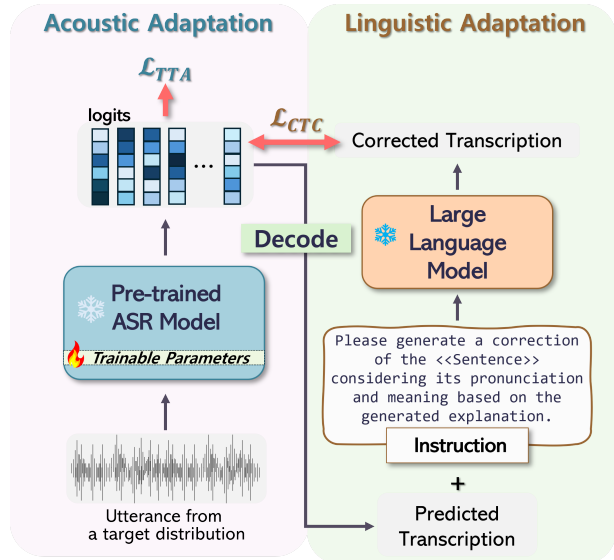 Acoustic Adaptation
ℒ_TTA
logits
...
Pre-trained
ASR Model
Trainable Parameters
Utterance from
a target distribution
Linguistic Adaptation
ℒ_CTC
Corrected Transcription
Decode
Large
Language
Model
Please generate a correction
of the <<Sentence>>
considering its pronunciation
and meaning based on the
generated explanation.
Instruction
+
Predicted
Transcription